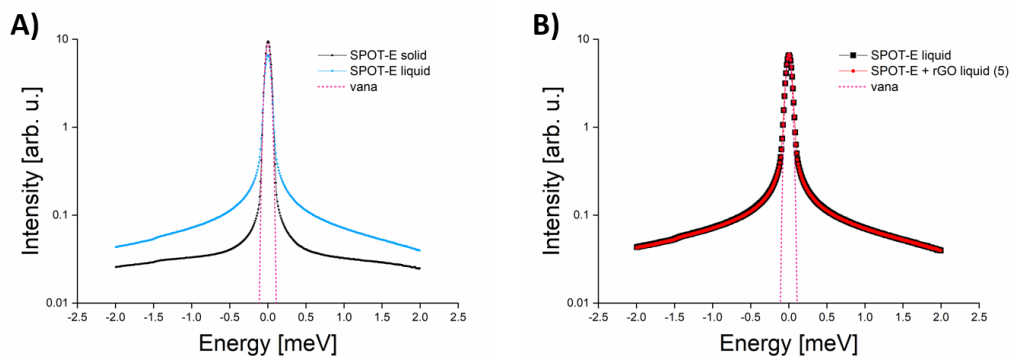 A)
SPOT-E solid
SPOT-E liquid
vana
Intensity [arb. u.]
10
1
0.1
0.01
-2.5 -2.0 -1.5 -1.0 -0.5 0.0 0.5 1.0 1.5 2.0 2.5
Energy [meV]
B)
SPOT-E liquid
SPOT-E + rGO liquid (5)
vana
Intensity [arb. u.]
10
1
0.1
0.01
-2.5 -2.0 -1.5 -1.0 -0.5 0.0 0.5 1.0 1.5 2.0 2.5
Energy [meV]